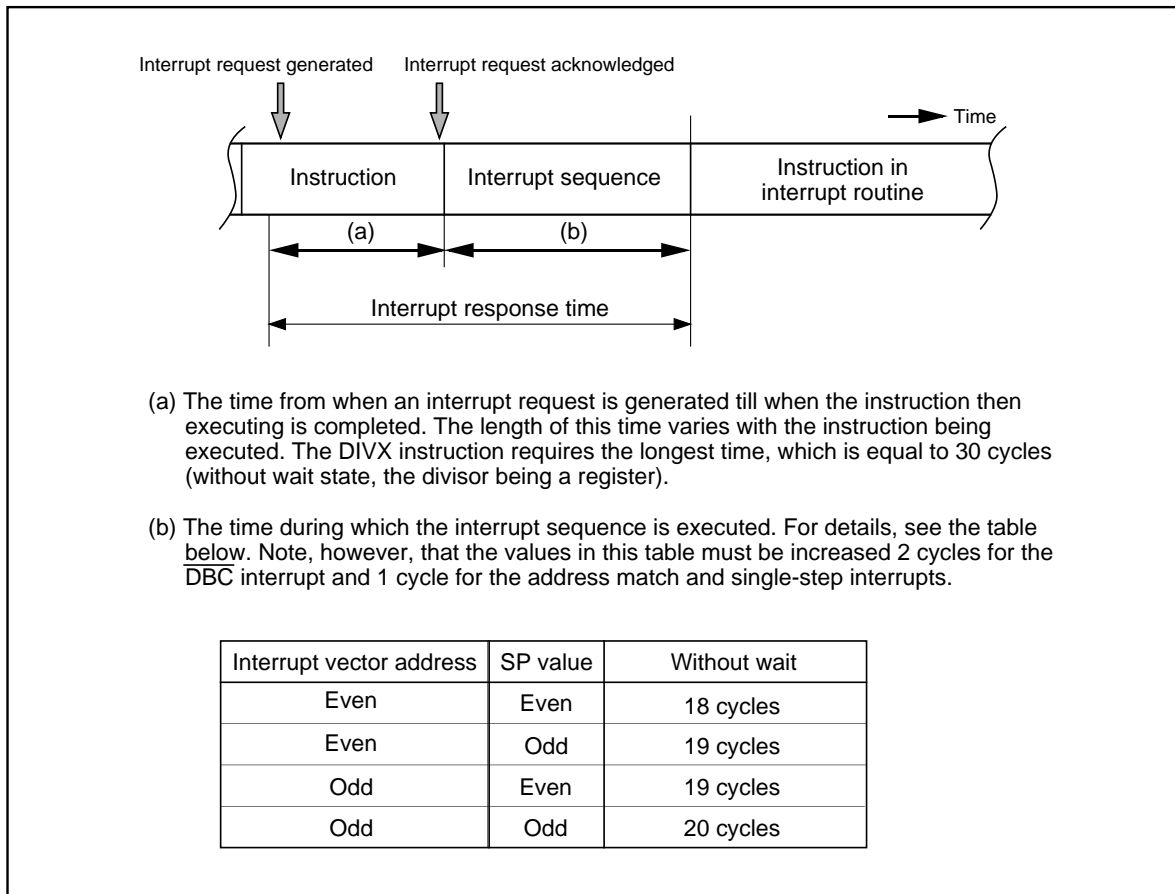 Interrupt request generated
Interrupt request acknowledged
Time
Instruction
Interrupt sequence
Instruction in
interrupt routine
(a)
(b)
Interrupt response time
(a) The time from when an interrupt request is generated till when the instruction then
executing is completed. The length of this time varies with the instruction being
executed. The DIVX instruction requires the longest time, which is equal to 30 cycles
(without wait state, the divisor being a register).
(b) The time during which the interrupt sequence is executed. For details, see the table
below. Note, however, that the values in this table must be increased 2 cycles for the
DBC interrupt and 1 cycle for the address match and single-step interrupts.
Interrupt vector address SP value Without wait
Even Even 18 cycles
Even Odd 19 cycles
Odd Even 19 cycles
Odd Odd 20 cycles